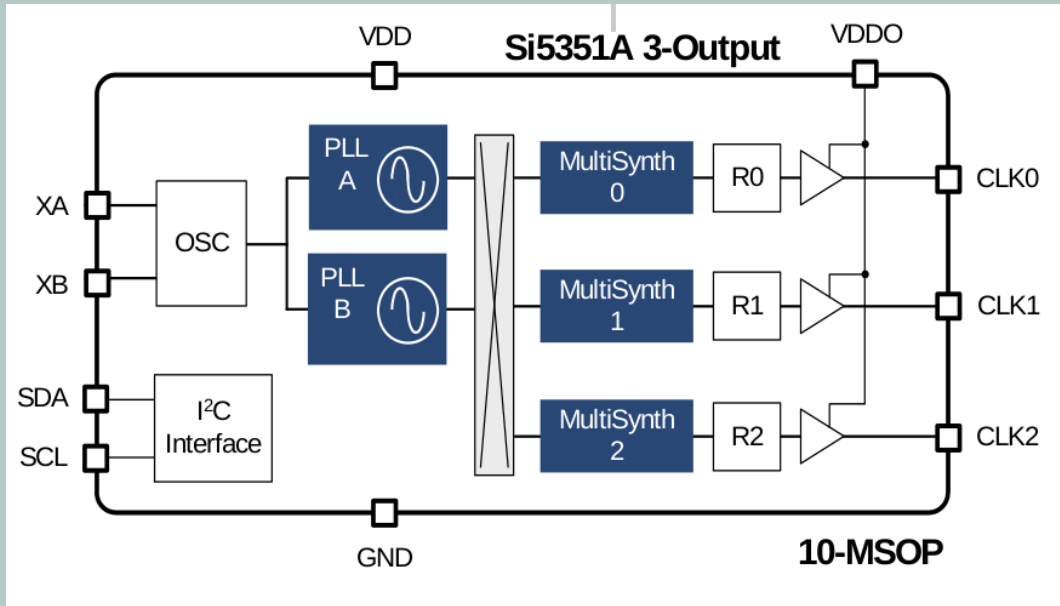 VDD
Si5351A 3-Output
VDDO
PLL
A
MultiSynth
0
R0
CLK0
XA
OSC
XB
PLL
B
MultiSynth
1
R1
CLK1
SDA
I²C
Interface
SCL
MultiSynth
2
R2
CLK2
GND
10-MSOP